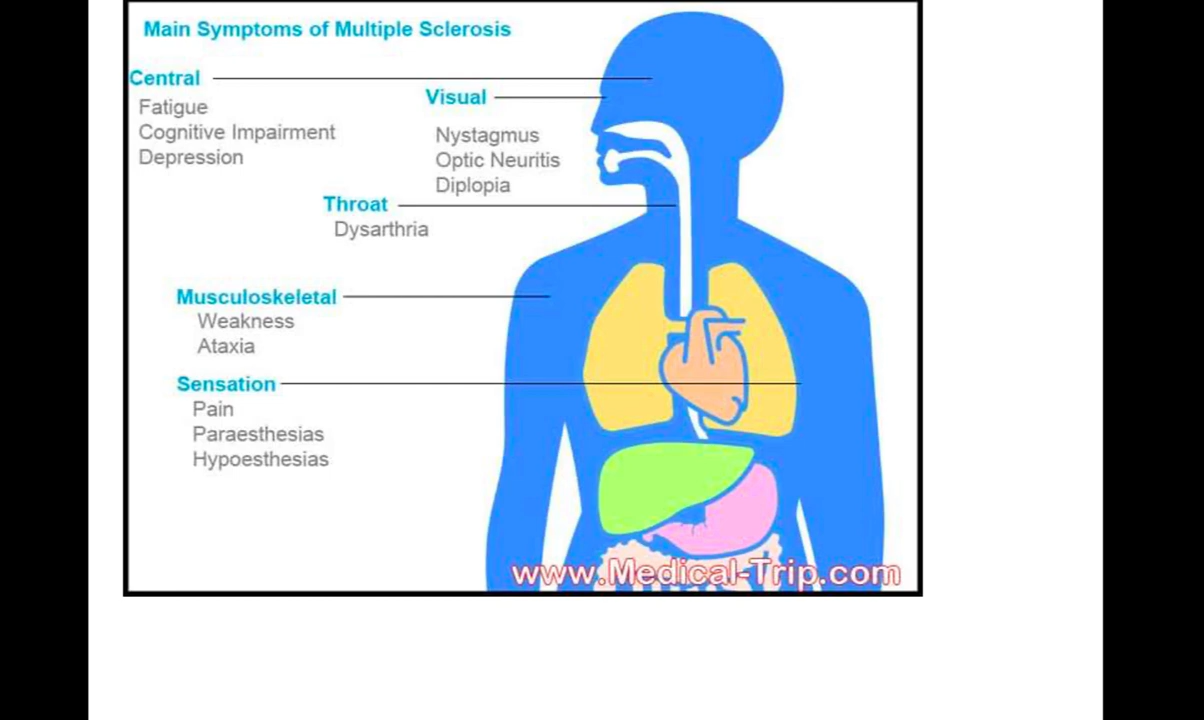 Main Symptoms of Multiple Sclerosis
Central
Fatigue
Cognitive Impairment
Depression
Visual
Nystagmus
Optic Neuritis
Diplopia
Throat
Dysarthria
Musculoskeletal
Weakness
Ataxia
Sensation
Pain
Paraesthesias
Hypoesthesias
www.Medical-Trip.com